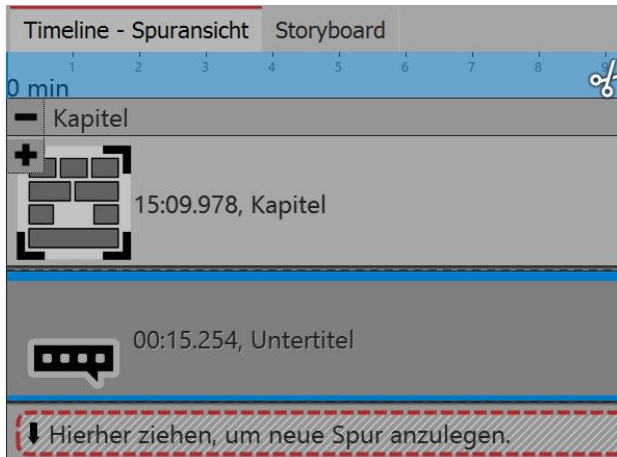 Timeline - Spuransicht Storyboard
1 2 3 4 5 6 7 8 9
0 min
Kapitel
15:09.978, Kapitel
00:15.254, Untertitel
Hierher ziehen, um neue Spur anzulegen.